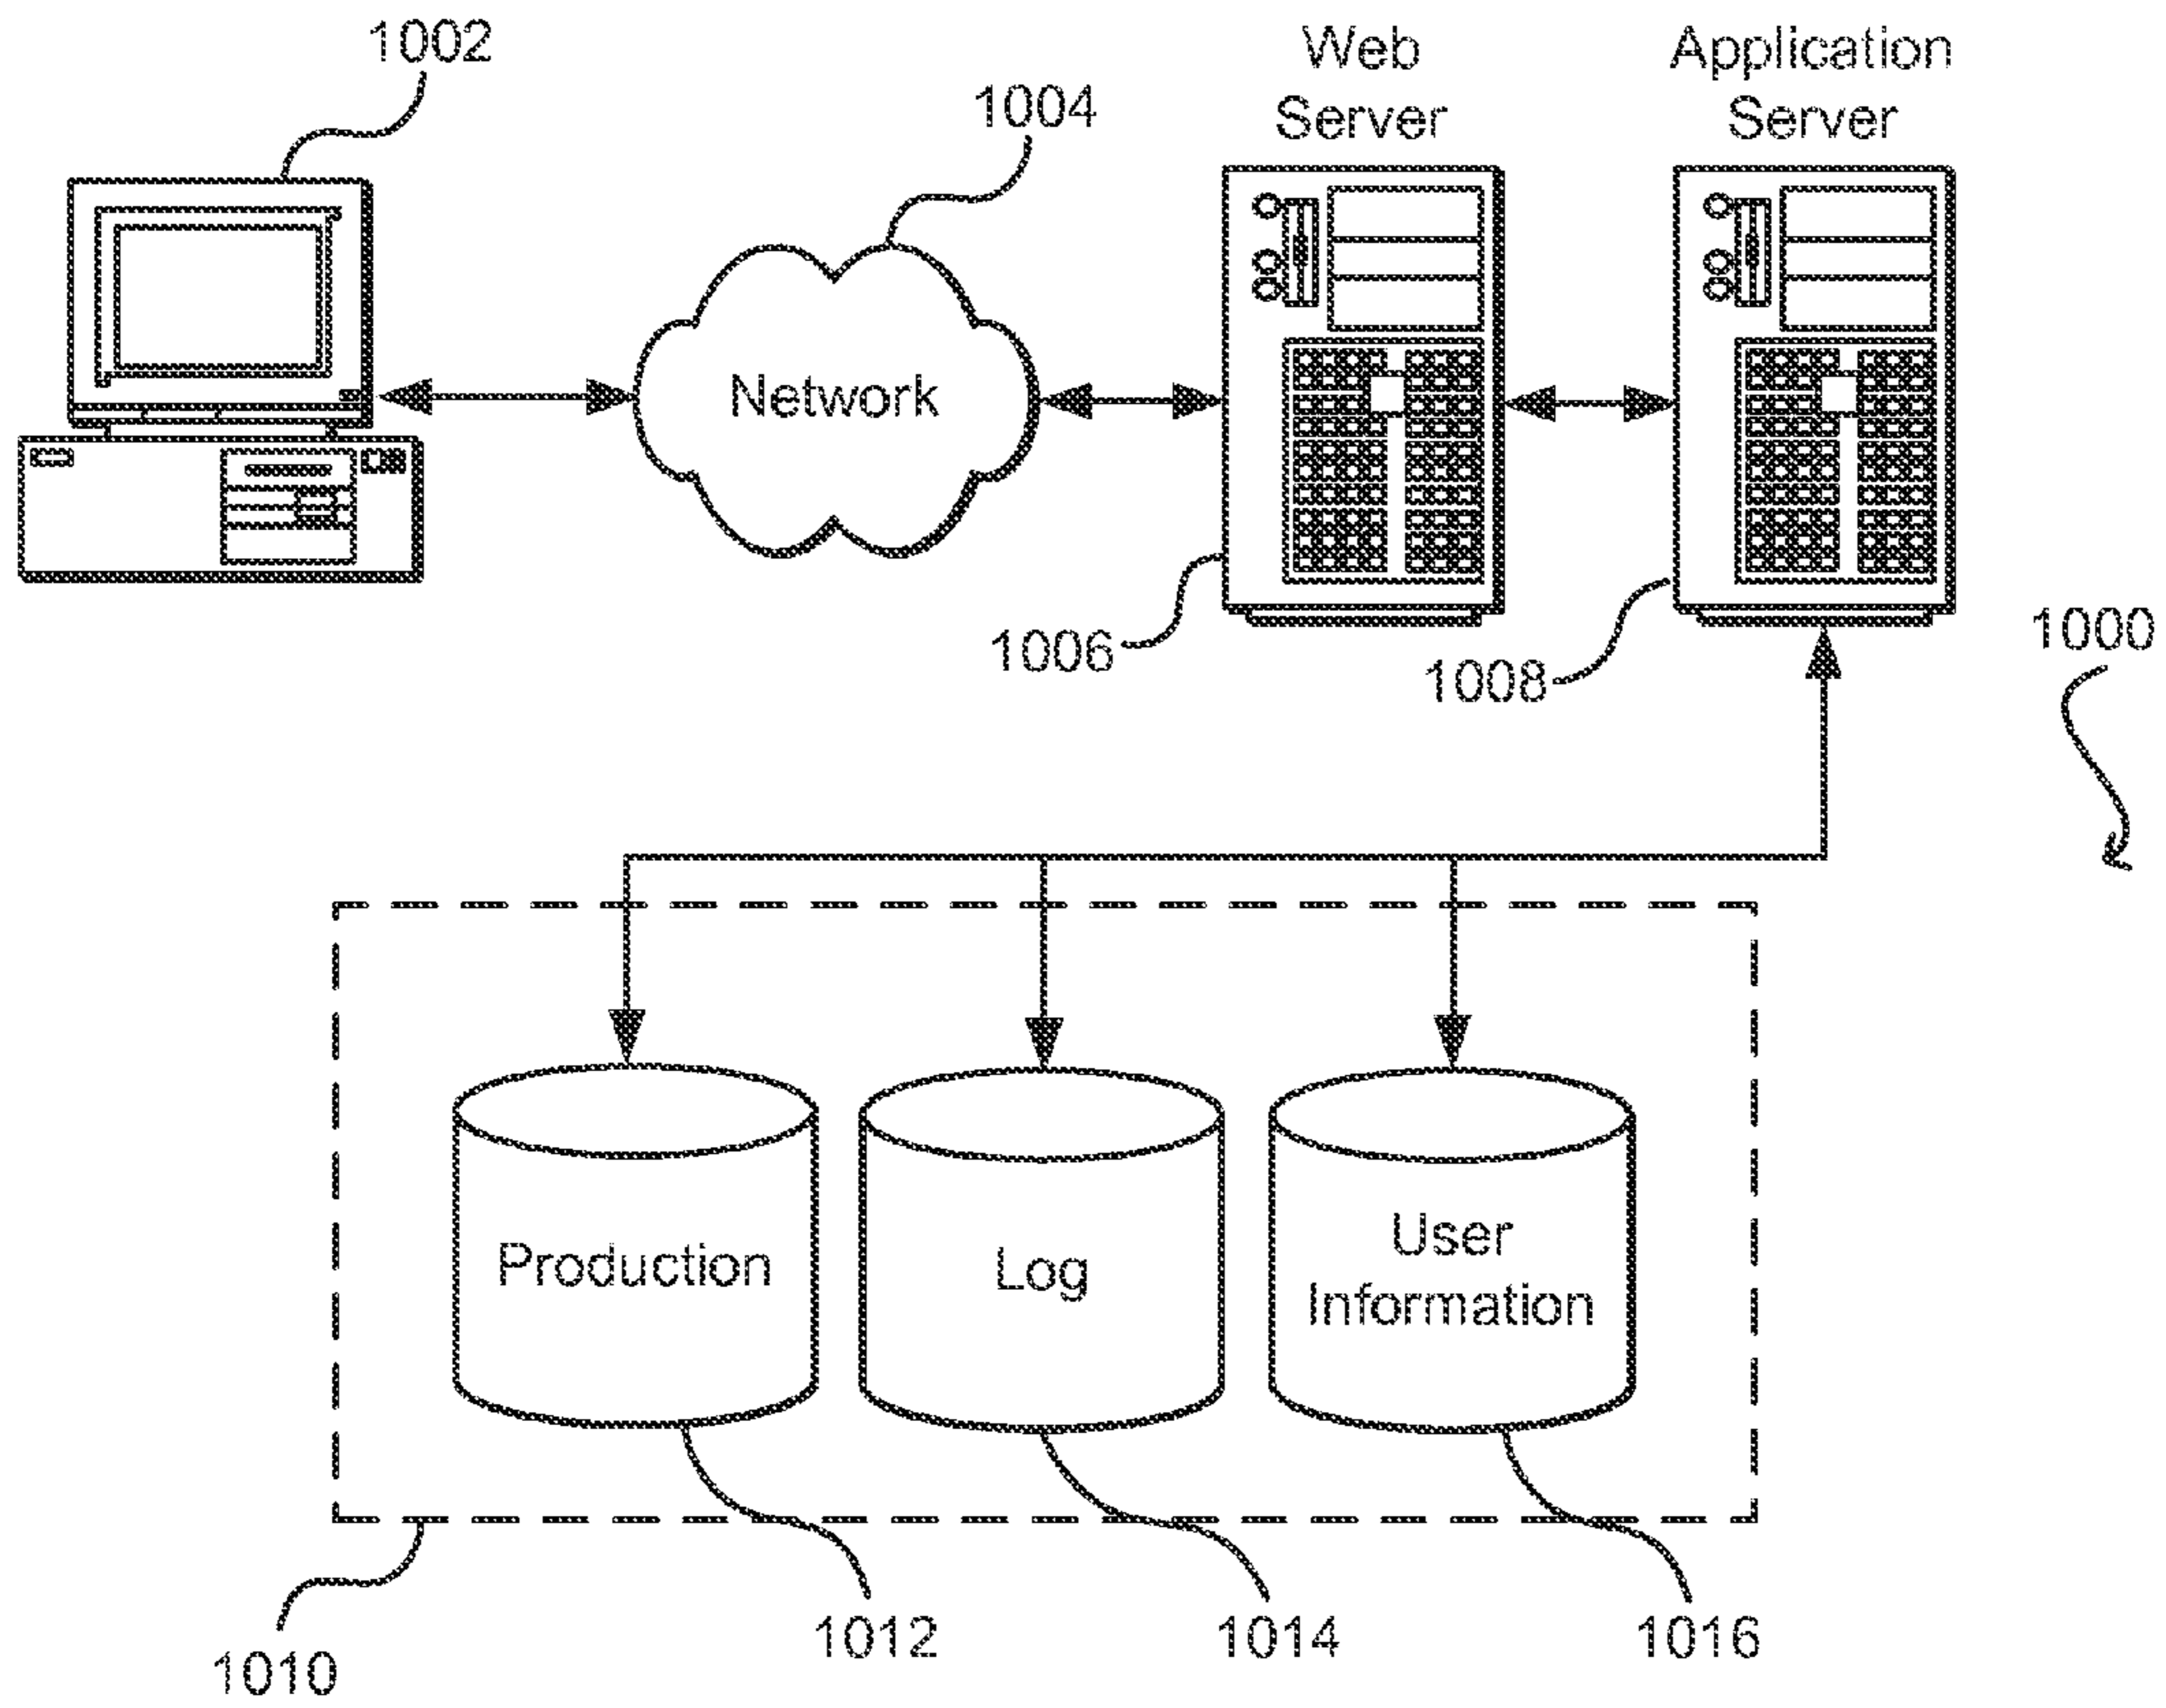 1002
1004
Web
Server
Application
Server
Network
1006
1008
1000
Production
Log
User
Information
1010
1012
1014
1016